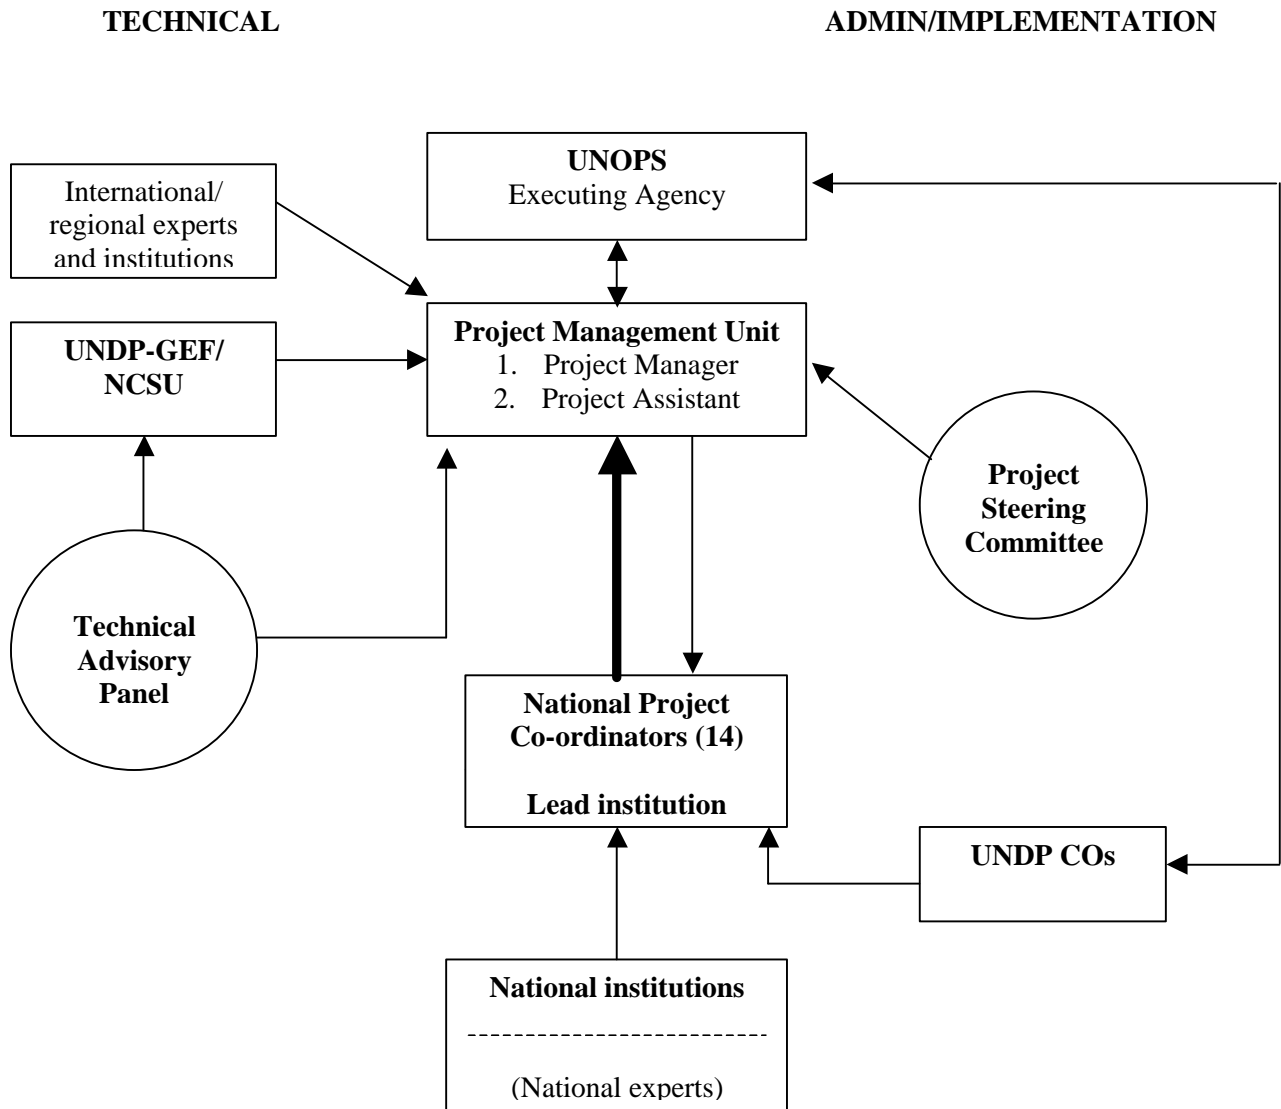 TECHNICAL
ADMIN/IMPLEMENTATION
UNOPS
Executing Agency
International/
regional experts
and institutions
Project Management Unit
1. Project Manager
2. Project Assistant
UNDP-GEF/
NCSU
Project
Steering
Committee
Technical
Advisory
Panel
National Project
Co-ordinators (14)
Lead institution
UNDP COs
National institutions
(National experts)